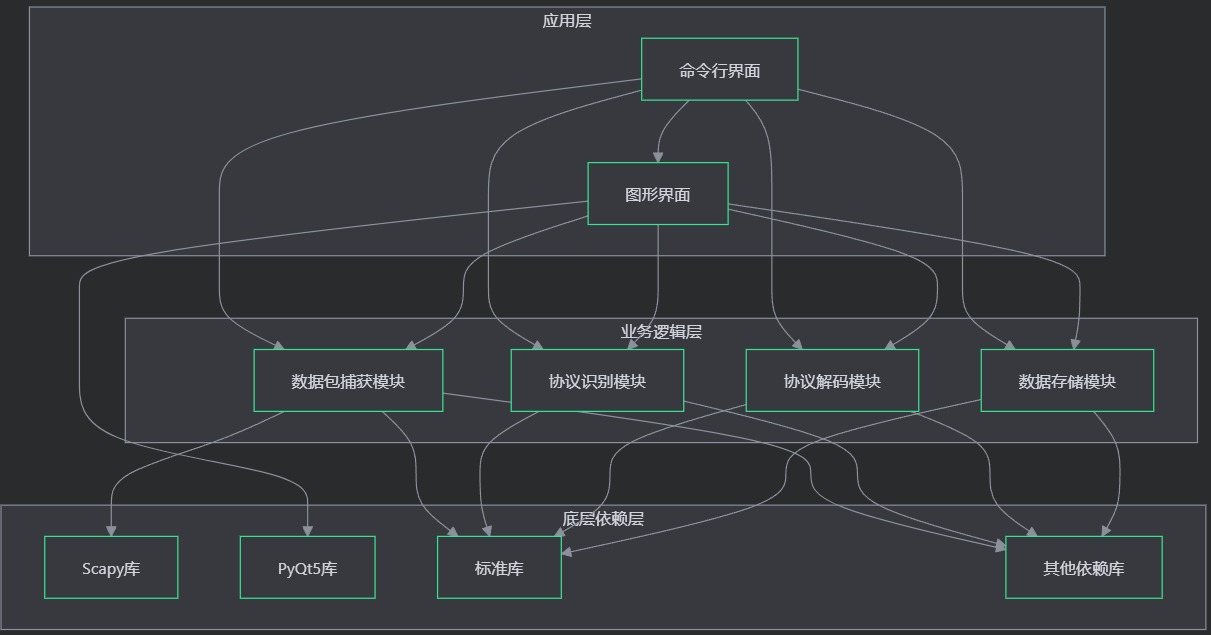 应用层
命令行界面
图形界面
业务逻辑层
数据包捕获模块
协议识别模块
协议解码模块
数据存储模块
底层依赖层
Scapy库
PyQt5库
标准库
其他依赖库